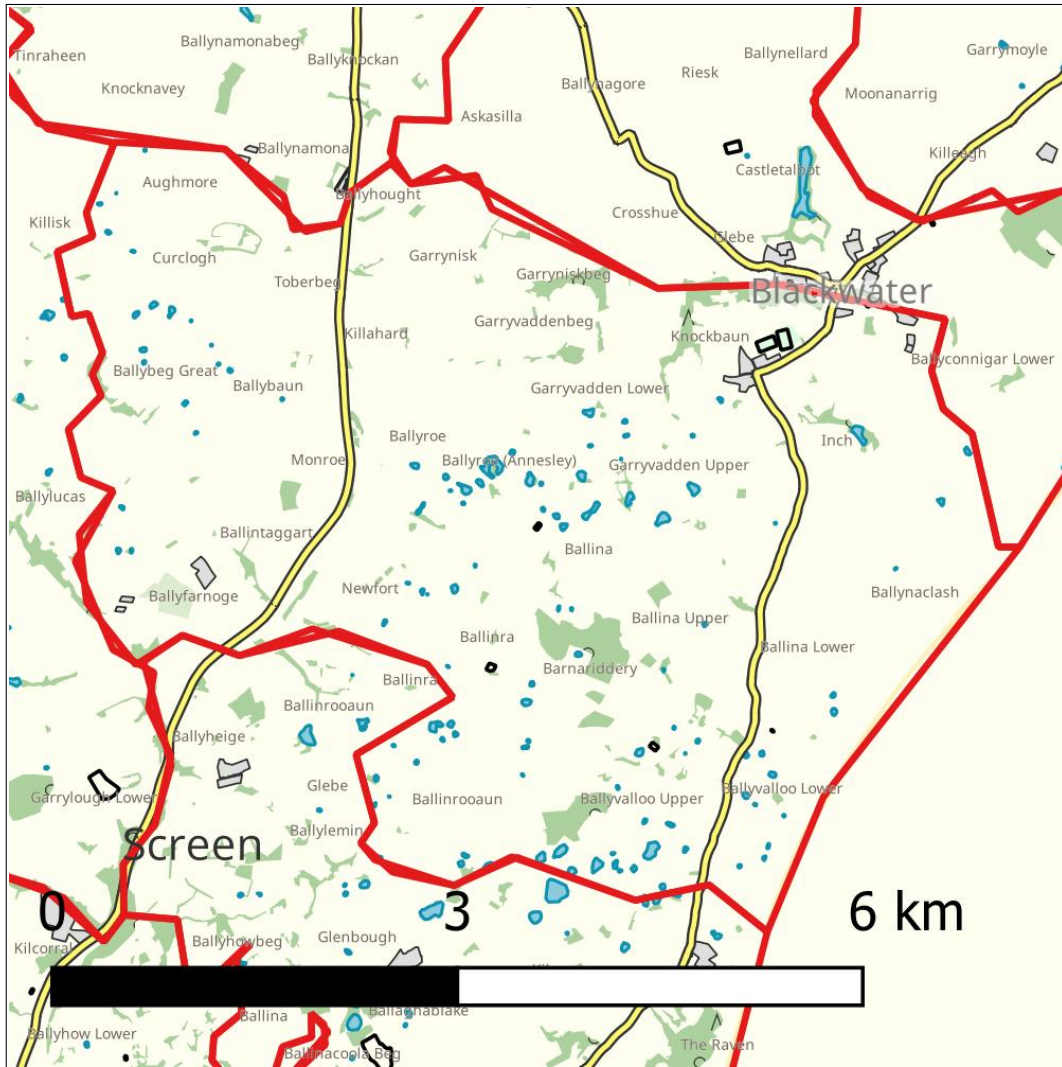 Ballynamonabeg
Tinraheen
Ballyknockan
Knocknavey
Ballynellard
Garrymoyle
Riesk
Ballynagore
Moonanarrig
Askasilla
Ballynamona
Killeagh
Castletalbot
Aughmore
Ballyhought
Killisk
Crosshue
Glebe
Curclogh
Garrynisk
Garryniskbeg
Toberbeg
Blackwater
Garryvaddenbeg
Killahard
Knockbaun
Ballyconnigar Lower
Ballybeg Great
Ballybaun
Garryvadden Lower
Ballyroe
Inch
Monroe
Ballyroe (Annesley)
Garryvadden Upper
Ballylucas
Ballintaggart
Ballina
Newfort
Ballyfarnoge
Ballynaclash
Ballina Upper
Ballinra
Ballina Lower
Barnariddery
Ballinra
Ballinrooaun
Ballyheige
Glebe
Garrylough Lower
Ballinrooaun
Ballyvalloo Upper
Ballyvalloo Lower
Ballylemin
Screen
0 3 6 km
Kilcorral
Ballyhowbeg
Glenbough
Ballina
Ballaghablake
Ballyhow Lower
Ballinacoola Beg
The Raven